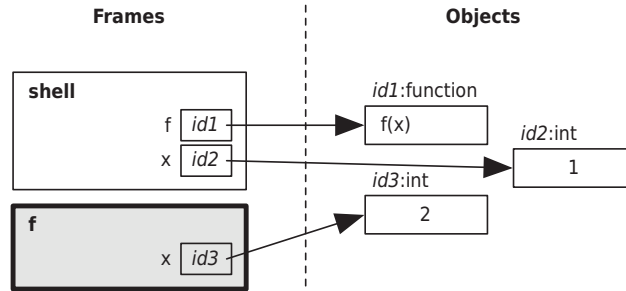 Frames
Objects
shell
id1:function
f id1
f(x)
id2:int
x id2
1
id3:int
f
2
x id3